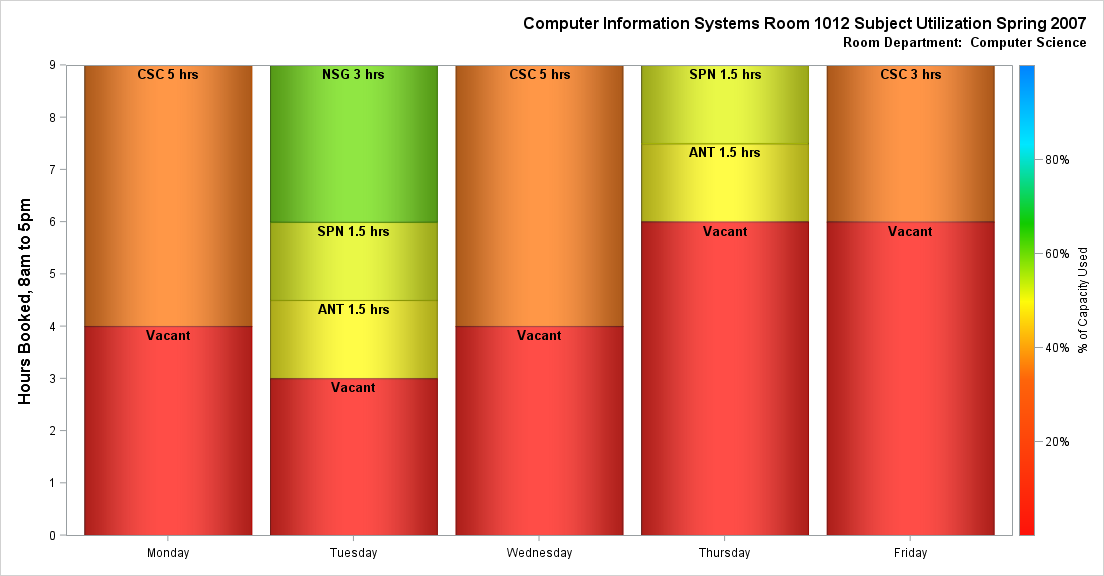 Computer Information Systems Room 1012 Subject Utilization Spring 2007
Room Department:  Computer Science
Hours Booked, 8am to 5pm
9
8
7
6
5
4
3
2
1
0
CSC 5 hrs
Vacant
NSG 3 hrs
SPN 1.5 hrs
ANT 1.5 hrs
Vacant
CSC 5 hrs
Vacant
SPN 1.5 hrs
ANT 1.5 hrs
Vacant
CSC 3 hrs
Vacant
Monday
Tuesday
Wednesday
Thursday
Friday
80%
60%
40%
20%
% of Capacity Used